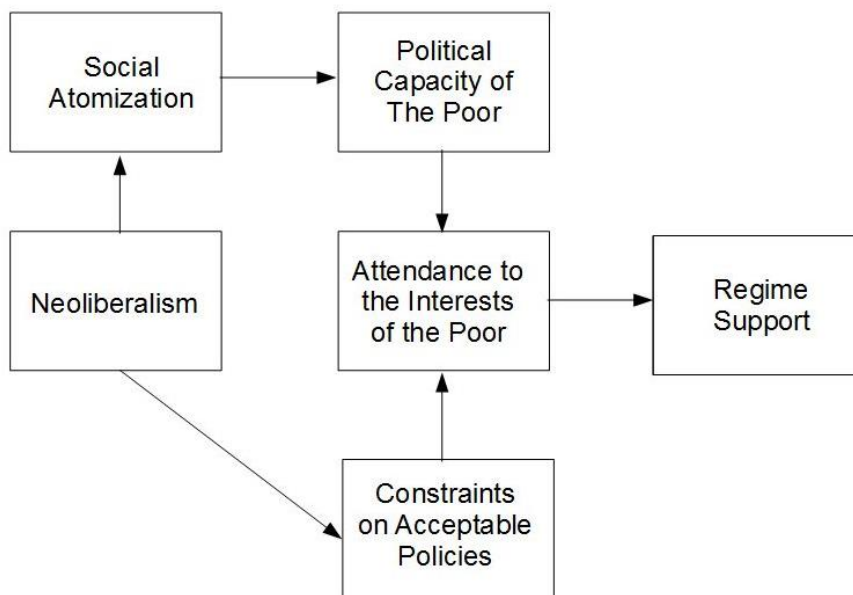 Social
Atomization
Political
Capacity of
The Poor
Neoliberalism
Attendance to
the Interests
of the Poor
Regime
Support
Constraints
on Acceptable
Policies